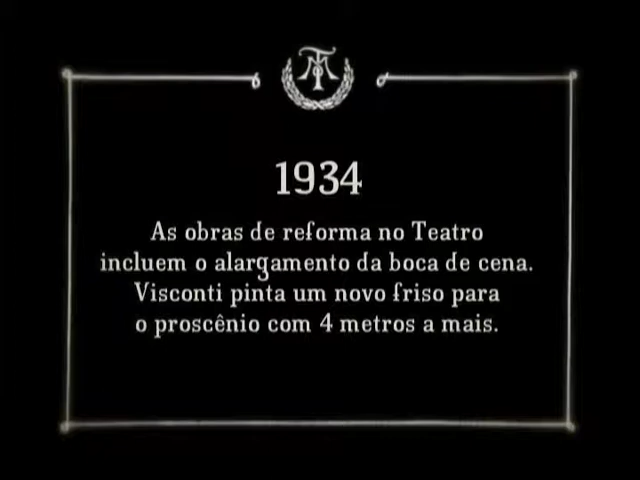 1934
As obras de reforma no Teatro
incluem o alargamento da boca de cena.
Visconti pinta um novo friso para
o proscênio com 4 metros a mais.